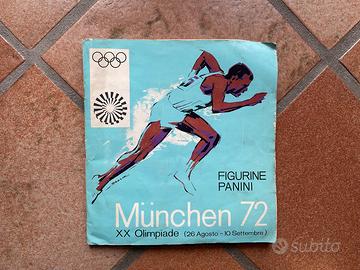 FIGURINE
PANINI
München 72
XX Olimpiade (26 Agosto - 10 Settembre)
subito